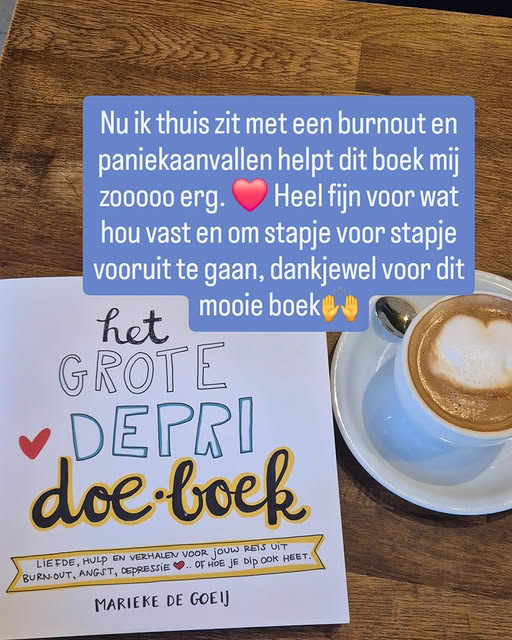 Nu ik thuis zit met een burnout en
paniekaanvallen helpt dit boek mij
zooooo erg. ❤️ Heel fijn voor wat
hou vast en om stapje voor stapje
vooruit te gaan, dankjewel voor dit
mooie boek🙌
het
GROTE
DEPRI
doe·boek
LIEFDE, HULP EN VERHALEN VOOR JOUW REIS UIT
BURN-OUT, ANGST, DEPRESSIE ♥.. OF HOE JE DIP OOK HEET.
MARIEKE DE GOEIJ